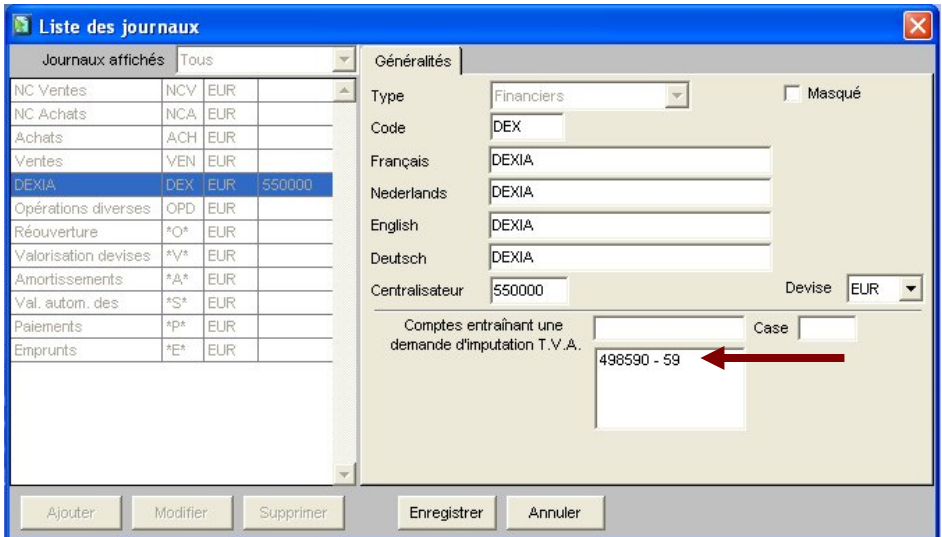 Liste des journaux
Journaux affichés Tous
NC Ventes NCV EUR
NC Achats NCA EUR
Achats ACH EUR
Ventes VEN EUR
DEXIA DEX EUR 550000
Opérations diverses OPD EUR
Réouverture *O* EUR
Valorisation devises *V* EUR
Amortissements *A* EUR
Val. autom. des *S* EUR
Paiements *P* EUR
Emprunts *E* EUR
Généralités
Type Financiers Masqué
Code DEX
Français DEXIA
Nederlands DEXIA
English DEXIA
Deutsch DEXIA
Centralisateur 550000 Devise EUR
Comptes entraînant une Case
demande d'imputation T.V.A.
498590 - 59
Ajouter Modifier Supprimer Enregistrer Annuler